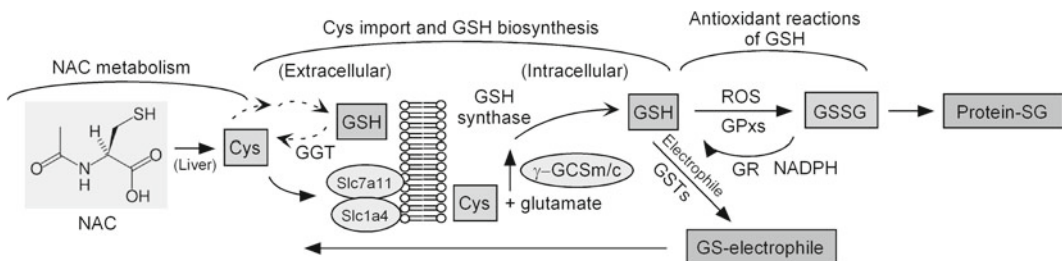 Antioxidant reactions
of GSH
Cys import and GSH biosynthesis
NAC metabolism
(Extracellular)
(Intracellular)
SH
H
O
N
H
O
OH
NAC
(Liver)
Cys
GSH
GGT
Slc7a11
Slc1a4
Cys
+ glutamate
γ-GCSm/c
GSH
synthase
GSH
ROS
GPxs
GSSG
GR
NADPH
Protein-SG
Electrophile
GSTs
GS-electrophile